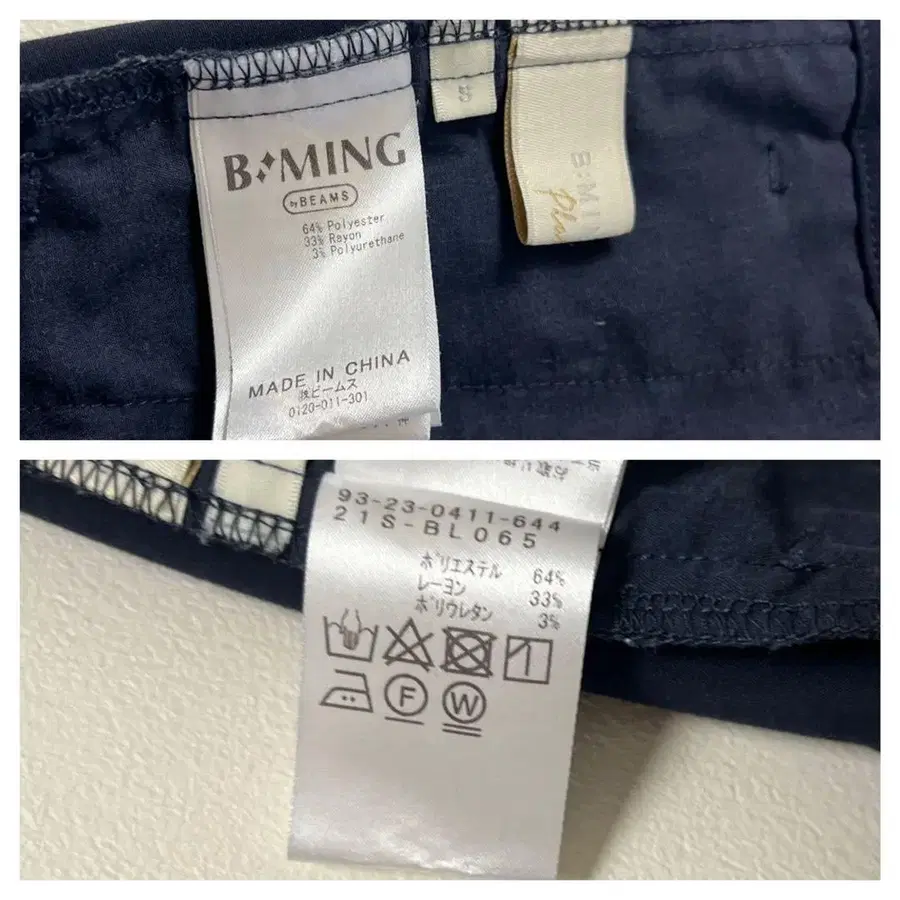 B MING
by BEAMS
64% Polyester
33% Rayon
3% Polyurethane
MADE IN CHINA
㈱ビームス
0120-011-301
S
B:MIN
93-23-0411-644
21S-BL065
ポリエステル 64%
レーヨン 33%
ポリウレタン 3%
F
W